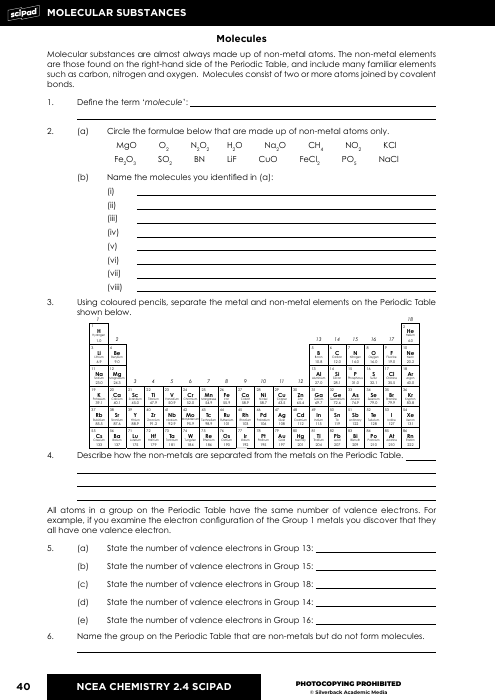 scipad MOLECULAR SUBSTANCES
Molecules
Molecular substances are almost always made up of non-metal atoms. The non-metal elements
are those found on the right-hand side of the Periodic Table, and include many familiar elements
such as carbon, nitrogen and oxygen. Molecules consist of two or more atoms joined by covalent
bonds.
1. Define the term ‘molecule’:
2. (a) Circle the formulae below that are made up of non-metal atoms only.
MgO O₂ N₂O₂ H₂O Na₂O CH₄ NO₂ KCl
Fe₂O₃ SO₂ BN LiF CuO FeCl₂ PO₅ NaCl
(b) Name the molecules you identified in (a):
(i)
(ii)
(iii)
(iv)
(v)
(vi)
(vii)
(viii)
3. Using coloured pencils, separate the metal and non-metal elements on the Periodic Table
shown below.
1 18
H He
2 13 14 15 16 17
Li Be B C N O F Ne
Na Mg Al Si P S Cl Ar
3 4 5 6 7 8 9 10 11 12
K Ca Sc Ti V Cr Mn Fe Co Ni Cu Zn Ga Ge As Se Br Kr
Rb Sr Y Zr Nb Mo Tc Ru Rh Pd Ag Cd In Sn Sb Te I Xe
Cs Ba Lu Hf Ta W Re Os Ir Pt Au Hg Tl Pb Bi Po At Rn
4. Describe how the non-metals are separated from the metals on the Periodic Table.
All atoms in a group on the Periodic Table have the same number of valence electrons. For
example, if you examine the electron configuration of the Group 1 metals you discover that they
all have one valence electron.
5. (a) State the number of valence electrons in Group 13:
(b) State the number of valence electrons in Group 15:
(c) State the number of valence electrons in Group 18:
(d) State the number of valence electrons in Group 14:
(e) State the number of valence electrons in Group 16:
6. Name the group on the Periodic Table that are non-metals but do not form molecules.
40 NCEA CHEMISTRY 2.4 SCIPAD PHOTOCOPYING PROHIBITED
© Silverback Academic Media